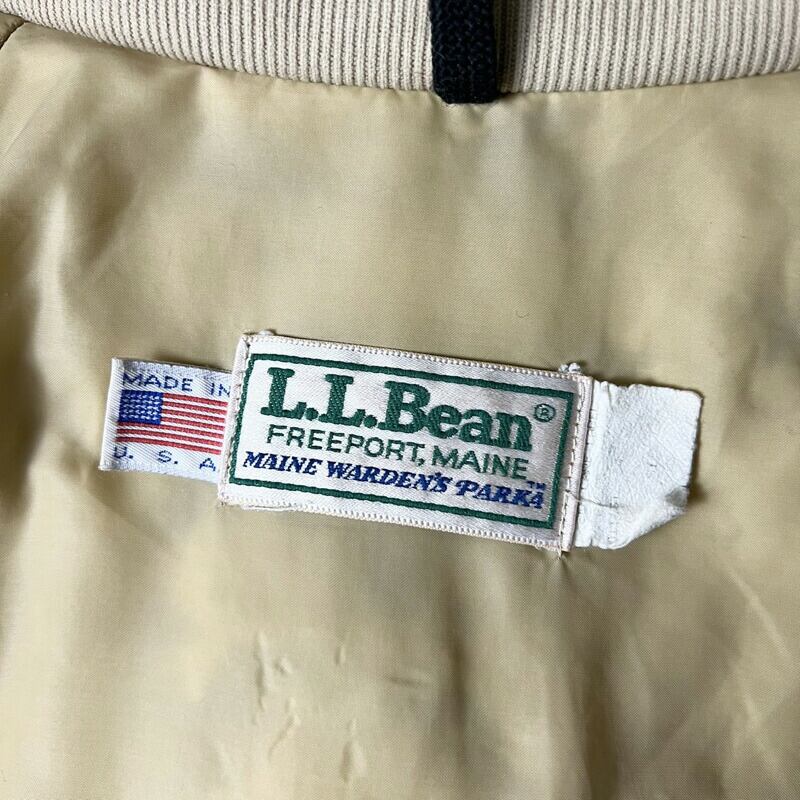 MADE IN
U. S. A
L.L.Bean®
FREEPORT, MAINE
MAINE WARDEN'S PARKA™